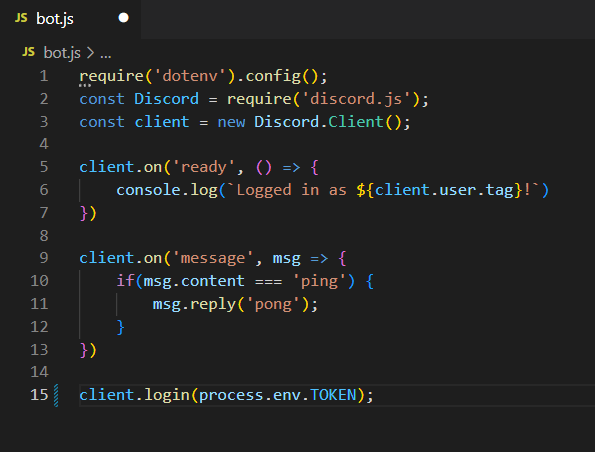 JS bot.js
JS bot.js > ...
1 require('dotenv').config();
2 const Discord = require('discord.js');
3 const client = new Discord.Client();
4
5 client.on('ready', () => {
6     console.log(`Logged in as ${client.user.tag}!`)
7 })
8
9 client.on('message', msg => {
10     if(msg.content === 'ping') {
11         msg.reply('pong');
12     }
13 })
14
15 client.login(process.env.TOKEN);